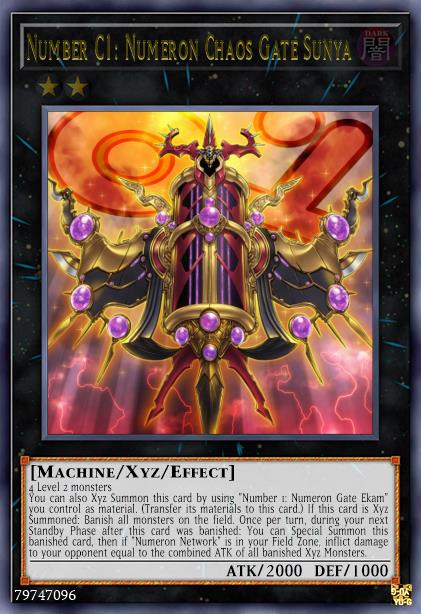 Number C1: Numeron Chaos Gate Sunya
DARK
闇
C1
[Machine/Xyz/Effect]
4 Level 2 monsters
You can also Xyz Summon this card by using "Number 1: Numeron Gate Ekam"
you control as material. (Transfer its materials to this card.) If this card is Xyz
Summoned: Banish all monsters on the field. Once per turn, during your next
Standby Phase after this card was banished: You can Special Summon this
banished card, then if "Numeron Network" is in your Field Zone, inflict damage
to your opponent equal to the combined ATK of all banished Xyz Monsters.
ATK/2000 DEF/1000
79747096